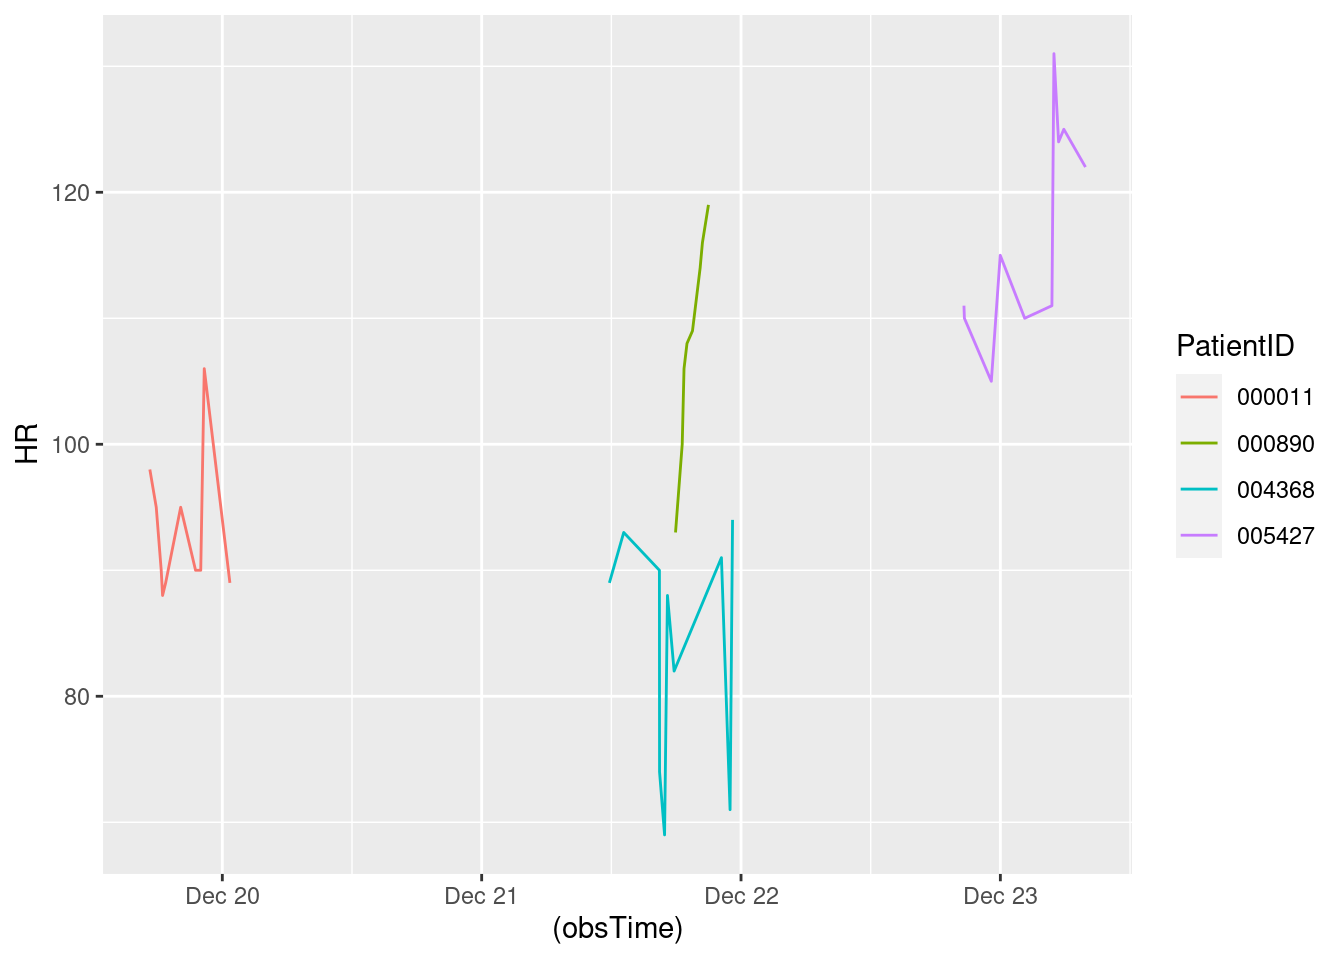 HR
120
100
80
Dec 20 Dec 21 Dec 22 Dec 23
(obsTime)
PatientID
000011
000890
004368
005427